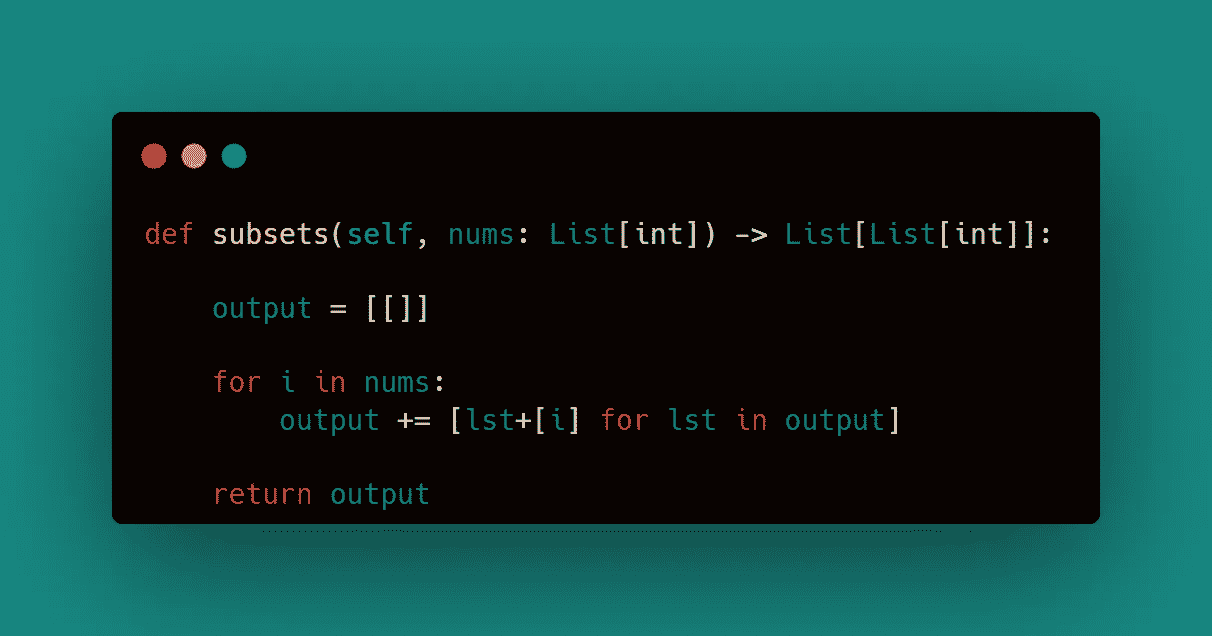 def subsets(self, nums: List[int]) -> List[List[int]]:
    output = [[]]
    for i in nums:
        output += [lst+[i] for lst in output]
    return output